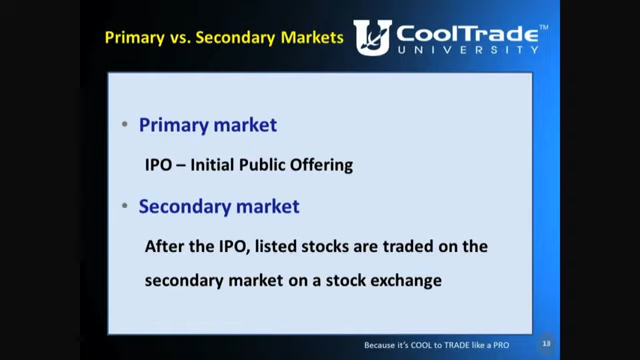 Primary vs. Secondary Markets
CoolTrade™
UNIVERSITY
• Primary market
IPO – Initial Public Offering
• Secondary market
After the IPO, listed stocks are traded on the
secondary market on a stock exchange
Because it's COOL to TRADE like a PRO
13